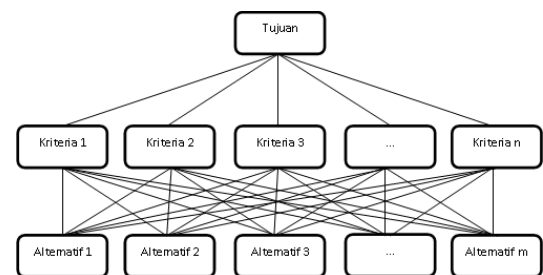 Tujuan
Kriteria 1
Kriteria 2
Kriteria 3
...
Kriteria n
Alternatif 1
Alternatif 2
Alternatif 3
...
Alternatif m